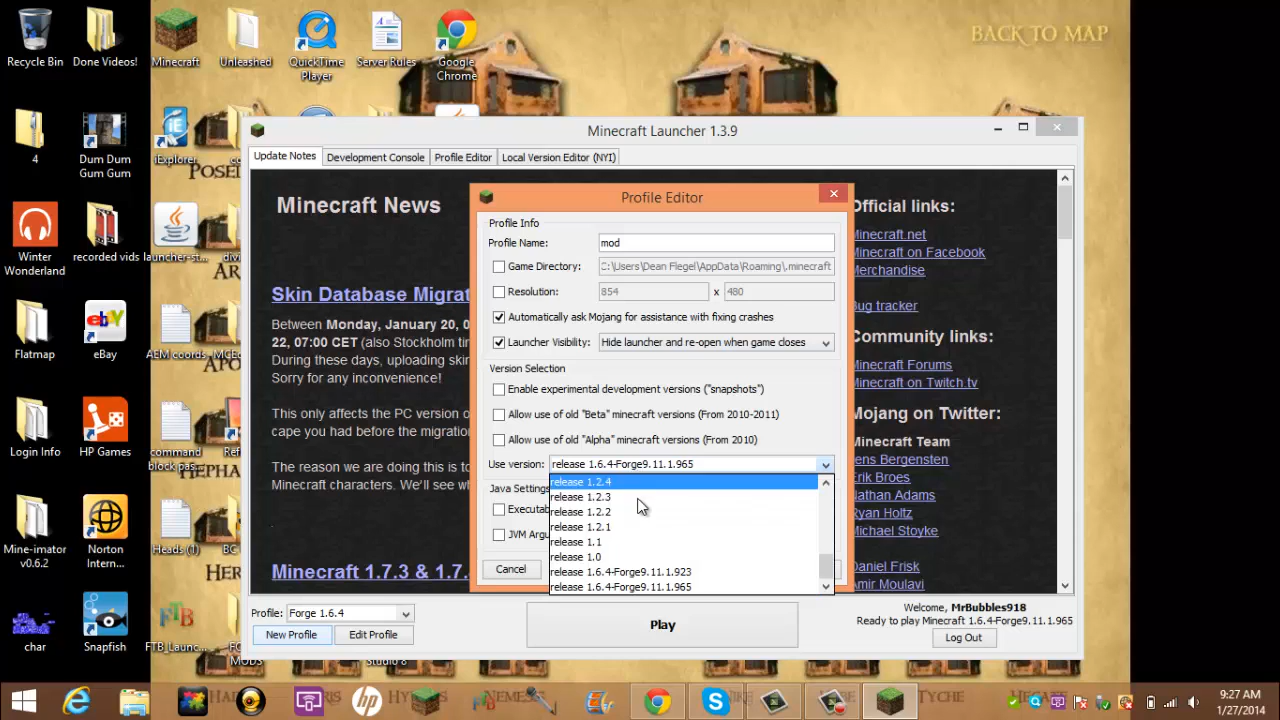 BACK TO MAP
Recycle Bin
Done Videos!
Minecraft
Unleashed
QuickTime
Player
Server Rules
Google
Chrome
4
Dum Dum
Gum Gum
iExplorer
Winter
Wonderland
recorded vids
launcher-st...
Flatmap
eBay
AEM coords
Login Info
HP Games
command
block pas...
Mine-imator
v0.6.2
Norton
Intern...
Heads (1)
char
Snapfish
FTB_Launc...
MODS
Studio 8
Minecraft Launcher 1.3.9
Update Notes
Development Console
Profile Editor
Local Version Editor (NYI)
Minecraft News
Skin Database Migrat
Between Monday, January 20, 0
22, 07:00 CET (also Stockholm tin
During these days, uploading skin
Sorry for any inconvenience!
This only affects the PC version o
cape you had before the migration
The reason we are doing this is to
Minecraft characters. We'll see wh
Minecraft 1.7.3 & 1.7.
Official links:
Minecraft.net
Minecraft on Facebook
Merchandise
Bug tracker
Community links:
Minecraft Forums
Minecraft on Twitch.tv
Mojang on Twitter:
Minecraft Team
Jens Bergensten
Erik Broes
Nathan Adams
Ryan Holtz
Michael Stoyke
Daniel Frisk
Amir Moulavi
Profile Editor
Profile Info
Profile Name: mod
Game Directory: C:\Users\Dean Flegel\AppData\Roaming\.minecraft
Resolution: 854 x 480
Automatically ask Mojang for assistance with fixing crashes
Launcher Visibility: Hide launcher and re-open when game closes
Version Selection
Enable experimental development versions ("snapshots")
Allow use of old "Beta" minecraft versions (From 2010-2011)
Allow use of old "Alpha" minecraft versions (From 2010)
Use version: release 1.6.4-Forge9.11.1.965
release 1.2.4
release 1.2.3
release 1.2.2
release 1.2.1
release 1.1
release 1.0
release 1.6.4-Forge9.11.1.923
release 1.6.4-Forge9.11.1.965
Java Settings
Executab
JVM Argu
Cancel
Profile: Forge 1.6.4
New Profile
Edit Profile
Play
Welcome, MrBubbles918
Ready to play Minecraft 1.6.4-Forge9.11.1.965
Log Out
9:27 AM
1/27/2014